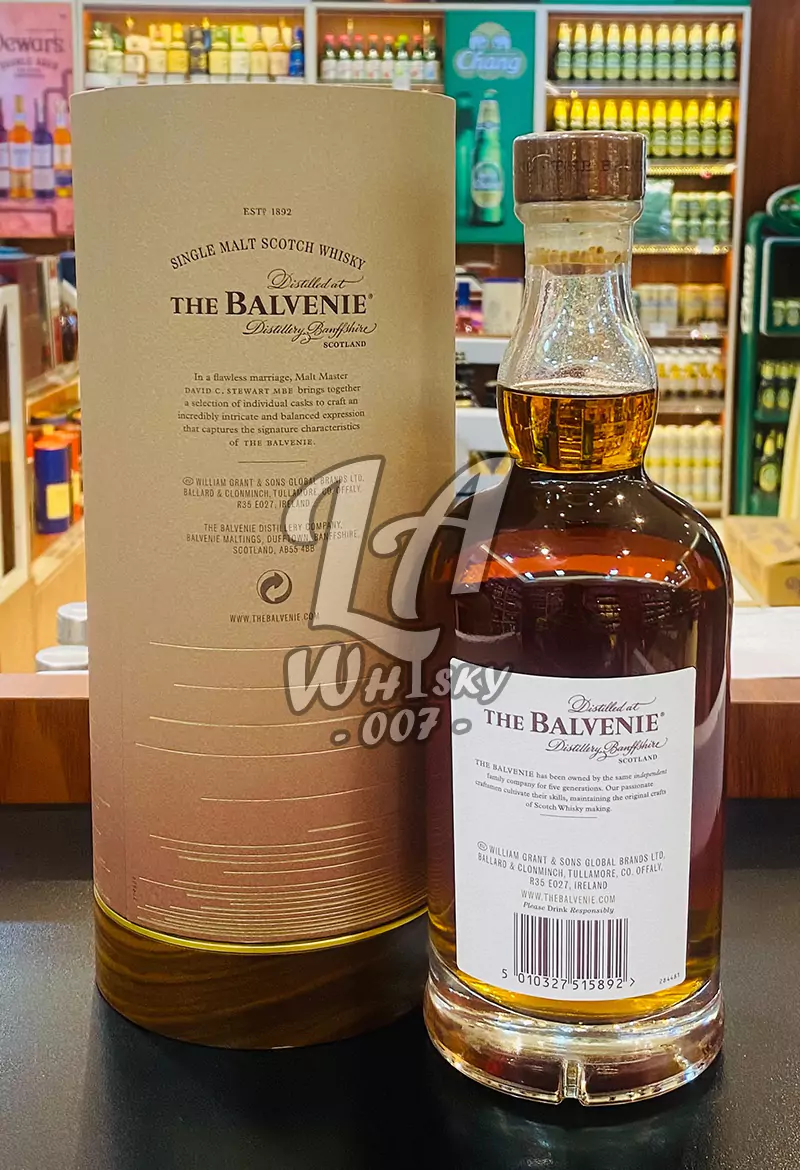 Dewar's
DOUBLE AGED
Chang
EST? 1892
SINGLE MALT SCOTCH WHISKY
Distilled at
THE BALVENIE®
Distillery, Banffshire
SCOTLAND
In a flawless marriage, Malt Master
DAVID C. STEWART MBE brings together
a selection of individual casks to craft an
incredibly intricate and balanced expression
that captures the signature characteristics
of THE BALVENIE.
WILLIAM GRANT & SONS GLOBAL BRANDS LTD.
BALLARD & CLONMINCH, TULLAMORE, CO. OFFALY,
R35 E027, IRELAND
THE BALVENIE DISTILLERY COMPANY,
BALVENIE MALTINGS, DUFFTOWN, BANFFSHIRE,
SCOTLAND, AB55 4BB
WWW.THEBALVENIE.COM
LA
WHISKY
- 007 -
Distilled at
THE BALVENIE®
Distillery, Banffshire
SCOTLAND
THE BALVENIE has been owned by the same independent
family company for five generations. Our passionate
craftsmen cultivate their skills, maintaining the original crafts
of Scotch Whisky making.
WILLIAM GRANT & SONS GLOBAL BRANDS LTD.
BALLARD & CLONMINCH, TULLAMORE, CO. OFFALY,
R35 E027, IRELAND
WWW.THEBALVENIE.COM
Please Drink Responsibly
5 010327 515892 >
284481